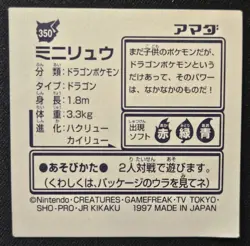 350
アマダ
ミニリュウ
分類:ドラゴンポケモン
タイプ:ドラゴン
身長:1.8m
体重:3.3kg
進化:ハクリュー
カイリュー
まだ子供のポケモンだが、
ドラゴンポケモンという
だけあって、そのパワー
は、なかなかのものだ!
出現
ソフト
赤 緑 青
●あそびかた● 2人対戦で遊びます。
(くわしくは、パッケージのウラを見てネ)
©Nintendo・CREATURES・GAMEFREAK・TV TOKYO・
SHO-PRO・JR KIKAKU 1997 MADE IN JAPAN